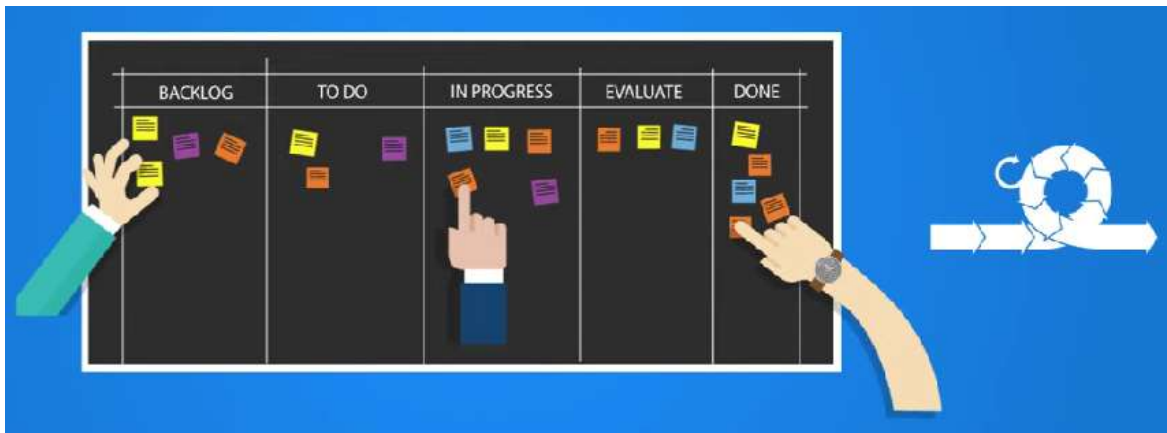 BACKLOG
TO DO
IN PROGRESS
EVALUATE
DONE